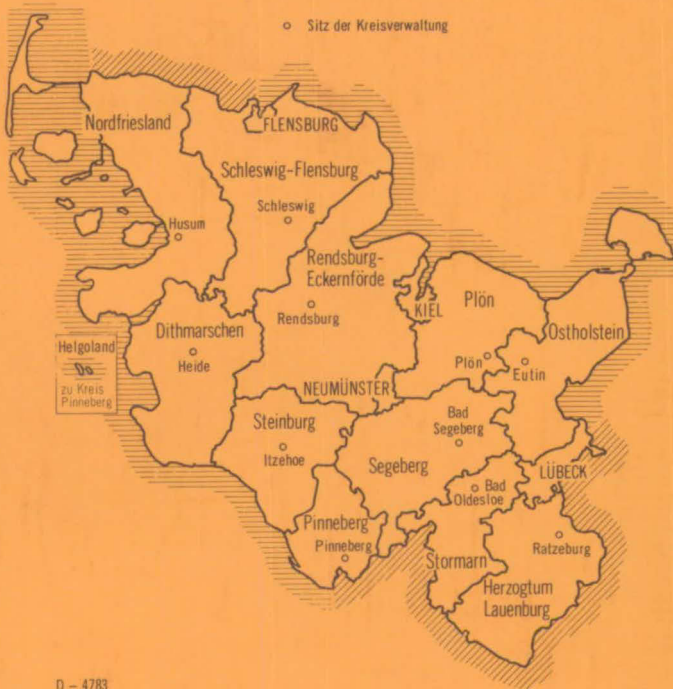 Sitz der Kreisverwaltung
Nordfriesland
FLENSBURG
Schleswig-Flensburg
Schleswig
Husum
Rendsburg-
Eckernförde
Rendsburg
KIEL
Plön
Plön
Ostholstein
Eutin
Dithmarschen
Heide
Helgoland
zu Kreis
Pinneberg
NEUMÜNSTER
Steinburg
Itzehoe
Bad
Segeberg
Segeberg
LÜBECK
Bad
Oldesloe
Pinneberg
Pinneberg
Stormarn
Ratzeburg
Herzogtum
Lauenburg
D – 4783